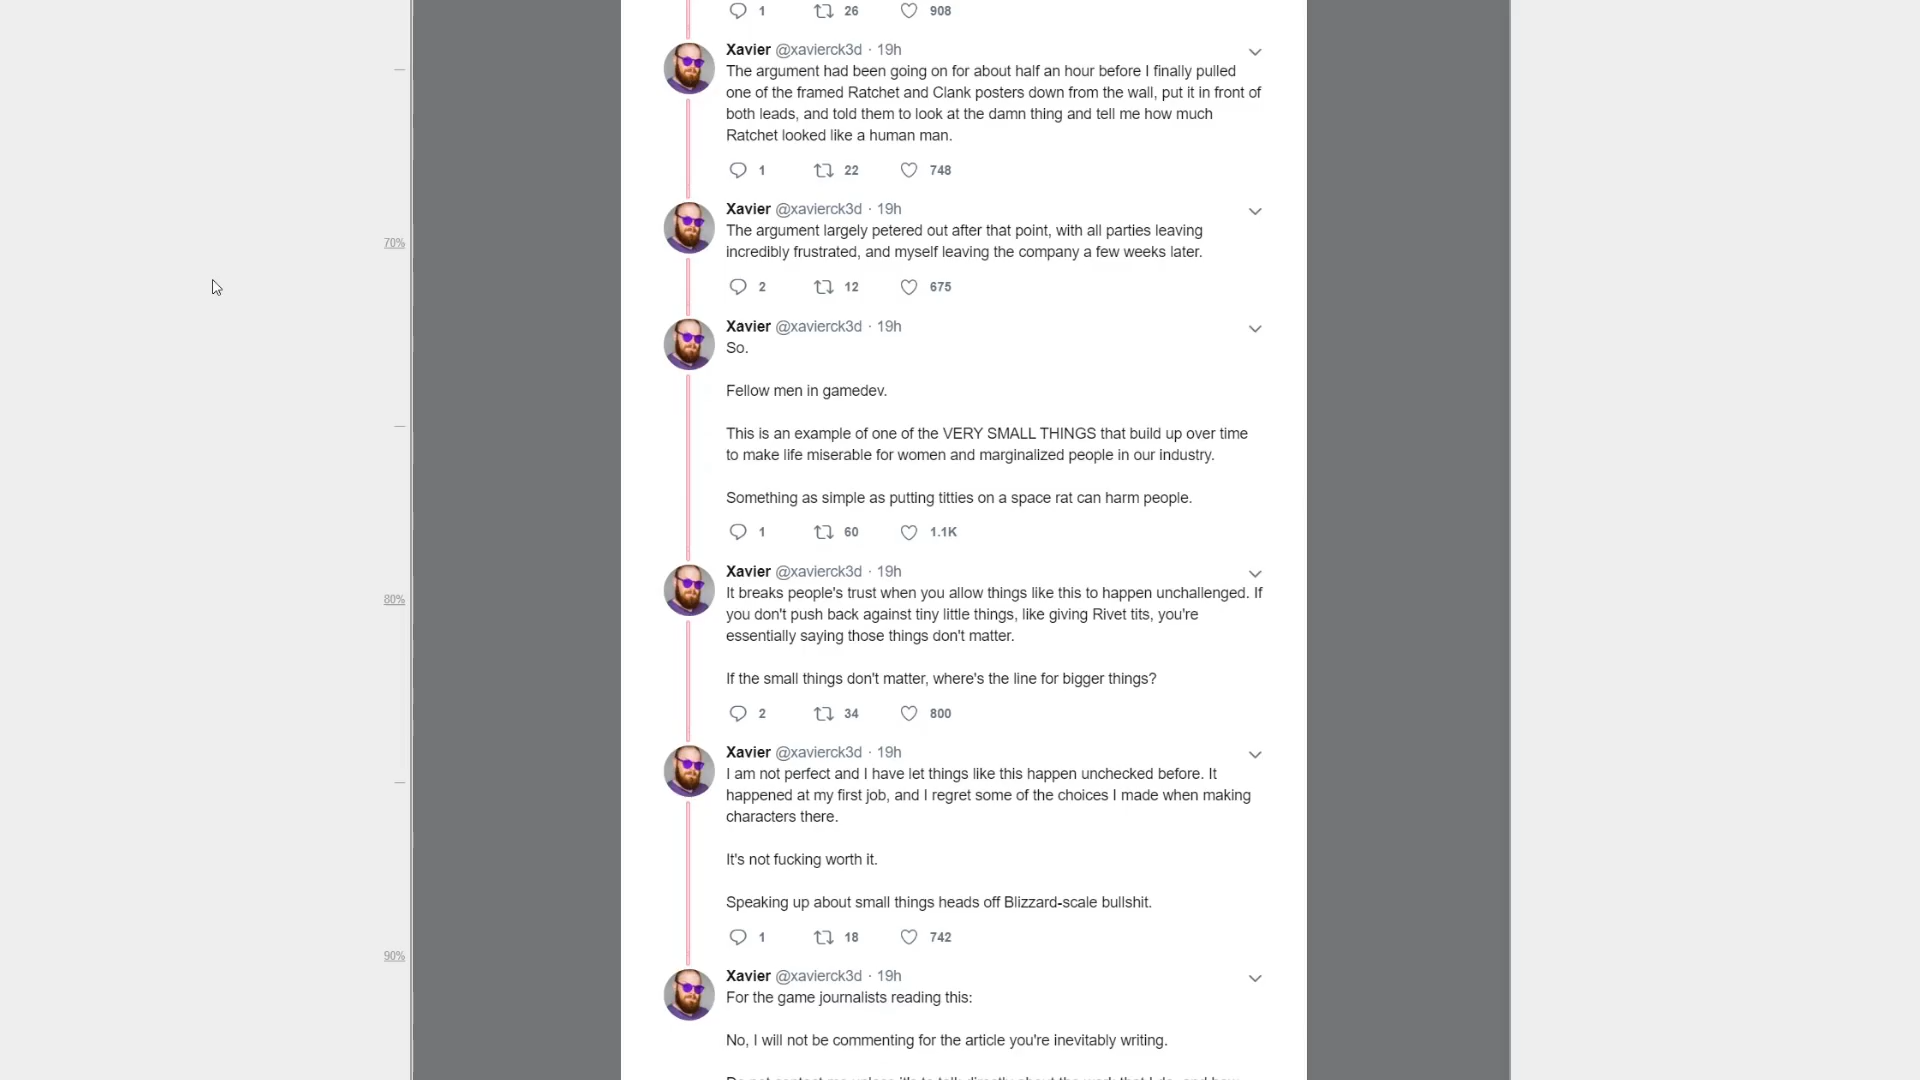 1 26 908
Xavier @xavierck3d · 19h
The argument had been going on for about half an hour before I finally pulled
one of the framed Ratchet and Clank posters down from the wall, put it in front of
both leads, and told them to look at the damn thing and tell me how much
Ratchet looked like a human man.
1 22 748
Xavier @xavierck3d · 19h
70%
The argument largely petered out after that point, with all parties leaving
incredibly frustrated, and myself leaving the company a few weeks later.
2 12 675
Xavier @xavierck3d · 19h
So.
Fellow men in gamedev.
This is an example of one of the VERY SMALL THINGS that build up over time
to make life miserable for women and marginalized people in our industry.
Something as simple as putting titties on a space rat can harm people.
1 60 1.1K
Xavier @xavierck3d · 19h
80%
It breaks people's trust when you allow things like this to happen unchallenged. If
you don't push back against tiny little things, like giving Rivet tits, you're
essentially saying those things don't matter.
If the small things don't matter, where's the line for bigger things?
2 34 800
Xavier @xavierck3d · 19h
I am not perfect and I have let things like this happen unchecked before. It
happened at my first job, and I regret some of the choices I made when making
characters there.
It's not fucking worth it.
Speaking up about small things heads off Blizzard-scale bullshit.
1 18 742
90%
Xavier @xavierck3d · 19h
For the game journalists reading this:
No, I will not be commenting for the article you're inevitably writing.